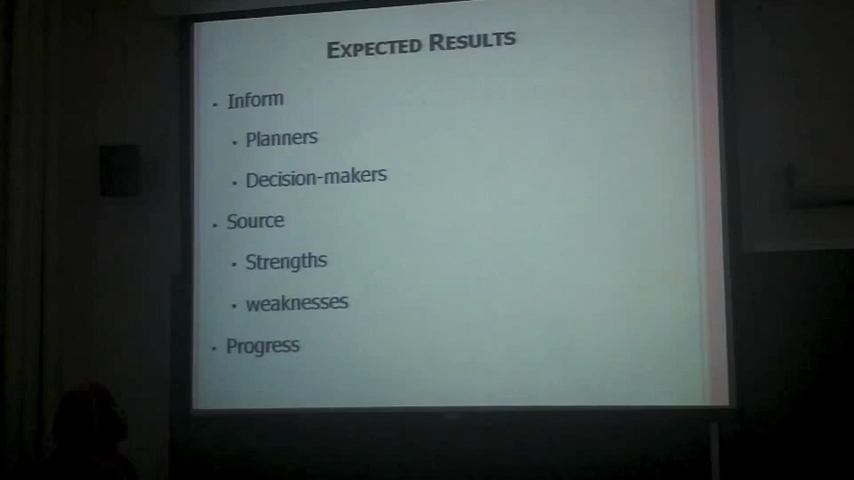 EXPECTED RESULTS
• Inform
• Planners
• Decision-makers
• Source
• Strengths
• weaknesses
• Progress